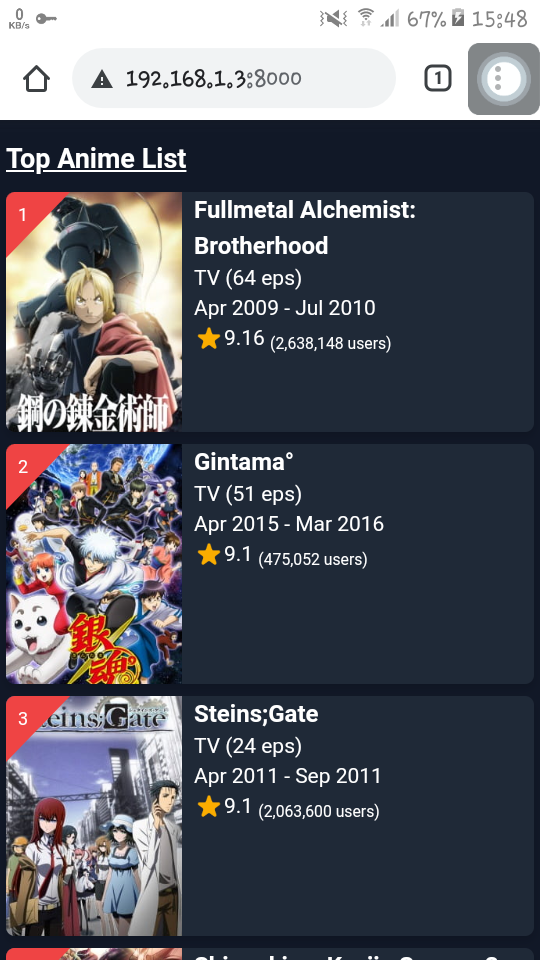 0
KB/s
67%
15:48
192.168.1.3:8000
1
Top Anime List
1
Fullmetal Alchemist:
Brotherhood
TV (64 eps)
Apr 2009 - Jul 2010
9.16 (2,638,148 users)
鋼の錬金術師
2
Gintama°
TV (51 eps)
Apr 2015 - Mar 2016
9.1 (475,052 users)
銀魂°
3
Steins;Gate
TV (24 eps)
Apr 2011 - Sep 2011
9.1 (2,063,600 users)
eins;Gate